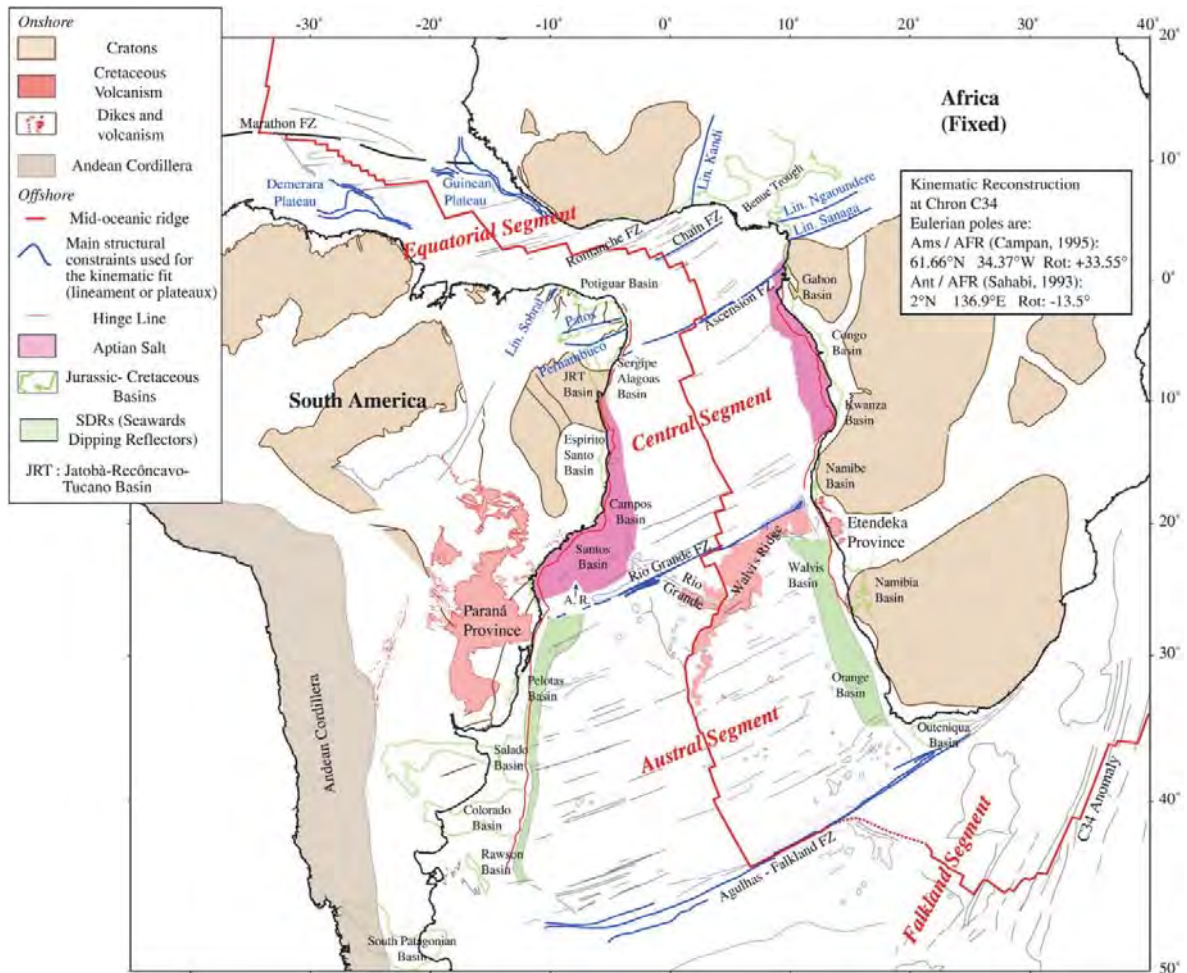 Onshore
Cratons
Cretaceous
Volcanism
Dikes and
volcanism
Andean Cordillera
Offshore
Mid-oceanic ridge
Main structural
constraints used for
the kinematic fit
(lineament or plateaux)
Hinge Line
Aptian Salt
Jurassic- Cretaceous
Basins
SDRs (Seawards
Dipping Reflectors)
JRT : Jatobà-Recôncavo-
Tucano Basin
-30° -20° -10° 0° 10° 20° 30° 40°
20°
10°
0°
10°
20°
30°
40°
50°
Africa
(Fixed)
Kinematic Reconstruction
at Chron C34
Eulerian poles are:
Ams / AFR (Campan, 1995):
61.66°N 34.37°W Rot: +33.55°
Ant / AFR (Sahabi, 1993):
2°N 136.9°E Rot: -13.5°
Marathon FZ
Demerara
Plateau
Guinean
Plateau
Equatorial Segment
Romanche FZ
Chain FZ
Lin. Kandi
Benue Trough
Lin. Ngaoundere
Lin. Sanaga
Potiguar Basin
Ascension FZ
Gabon
Basin
Lin. Sobral
Patos
Pernambuco
Congo
Basin
JRT
Basin
Sergipe
Alagoas
Basin
South America
Central Segment
Kwanza
Basin
Espirito
Santo
Basin
Namibe
Basin
Campos
Basin
Etendeka
Province
Santos
Basin
Rio Grande FZ
Walvis Ridge
Walvis
Basin
A. R.
Rio
Grande
Namibia
Basin
Paraná
Province
Pelotas
Basin
Orange
Basin
Austral Segment
Outeniqua
Basin
Andean Cordillera
Salado
Basin
Colorado
Basin
Rawson
Basin
Agulhas - Falkland FZ
Falkland Segment
C34 Anomaly
South Patagonian
Basin